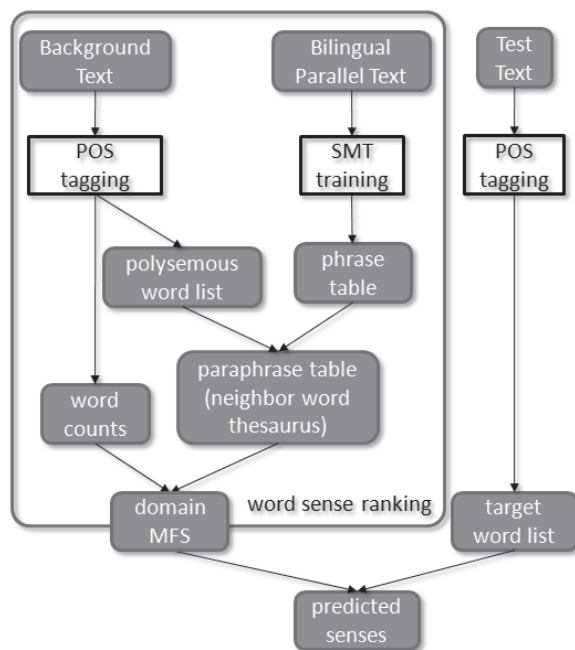 Background
Text
Bilingual
Parallel Text
Test
Text
POS
tagging
SMT
training
POS
tagging
polysemous
word list
phrase
table
paraphrase table
(neighbor word
thesaurus)
word
counts
domain
MFS
word sense ranking
target
word list
predicted
senses